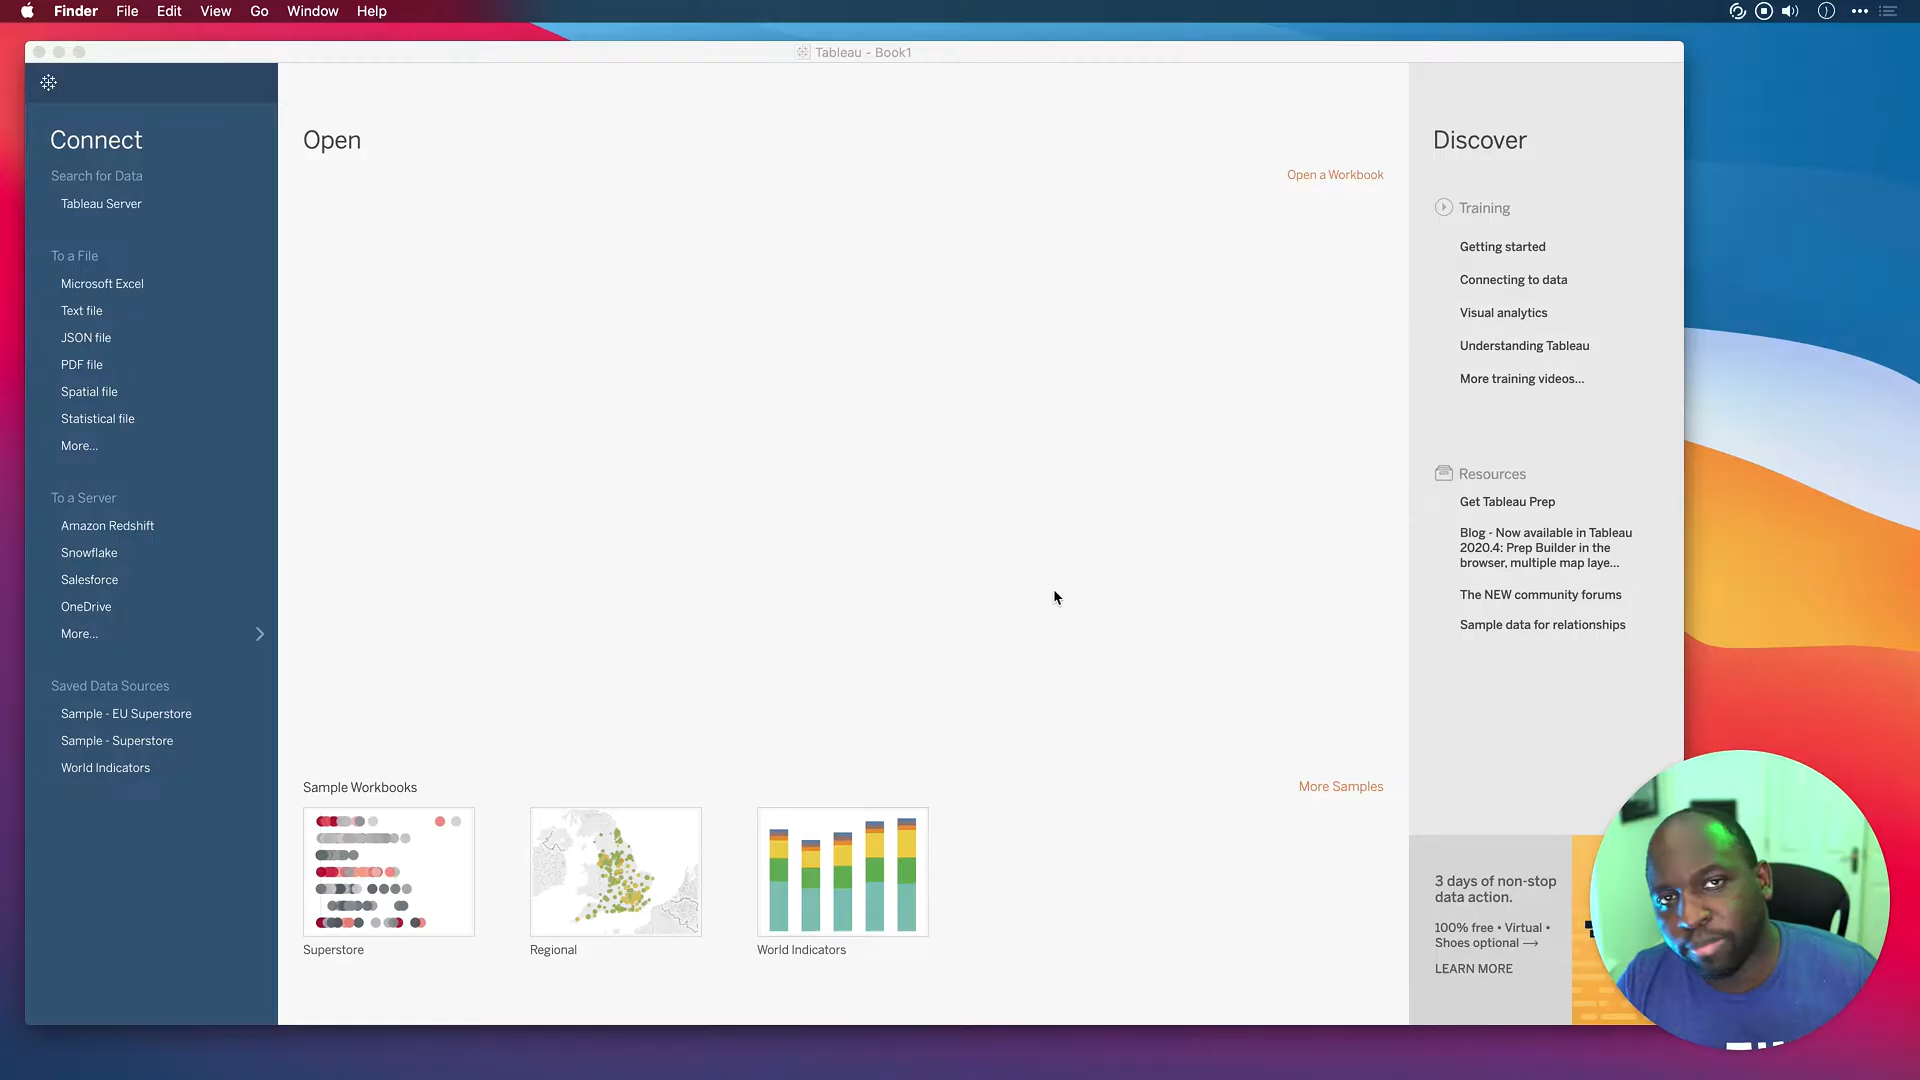 Finder File Edit View Go Window Help
Tableau - Book1
Connect
Search for Data
Tableau Server
To a File
Microsoft Excel
Text file
JSON file
PDF file
Spatial file
Statistical file
More...
To a Server
Amazon Redshift
Snowflake
Salesforce
OneDrive
More...
Saved Data Sources
Sample - EU Superstore
Sample - Superstore
World Indicators
Open
Open a Workbook
Sample Workbooks
More Samples
Superstore
Regional
World Indicators
Discover
Training
Getting started
Connecting to data
Visual analytics
Understanding Tableau
More training videos...
Resources
Get Tableau Prep
Blog - Now available in Tableau
2020.4: Prep Builder in the
browser, multiple map laye...
The NEW community forums
Sample data for relationships
3 days of non-stop
data action.
100% free • Virtual •
Shoes optional →
LEARN MORE